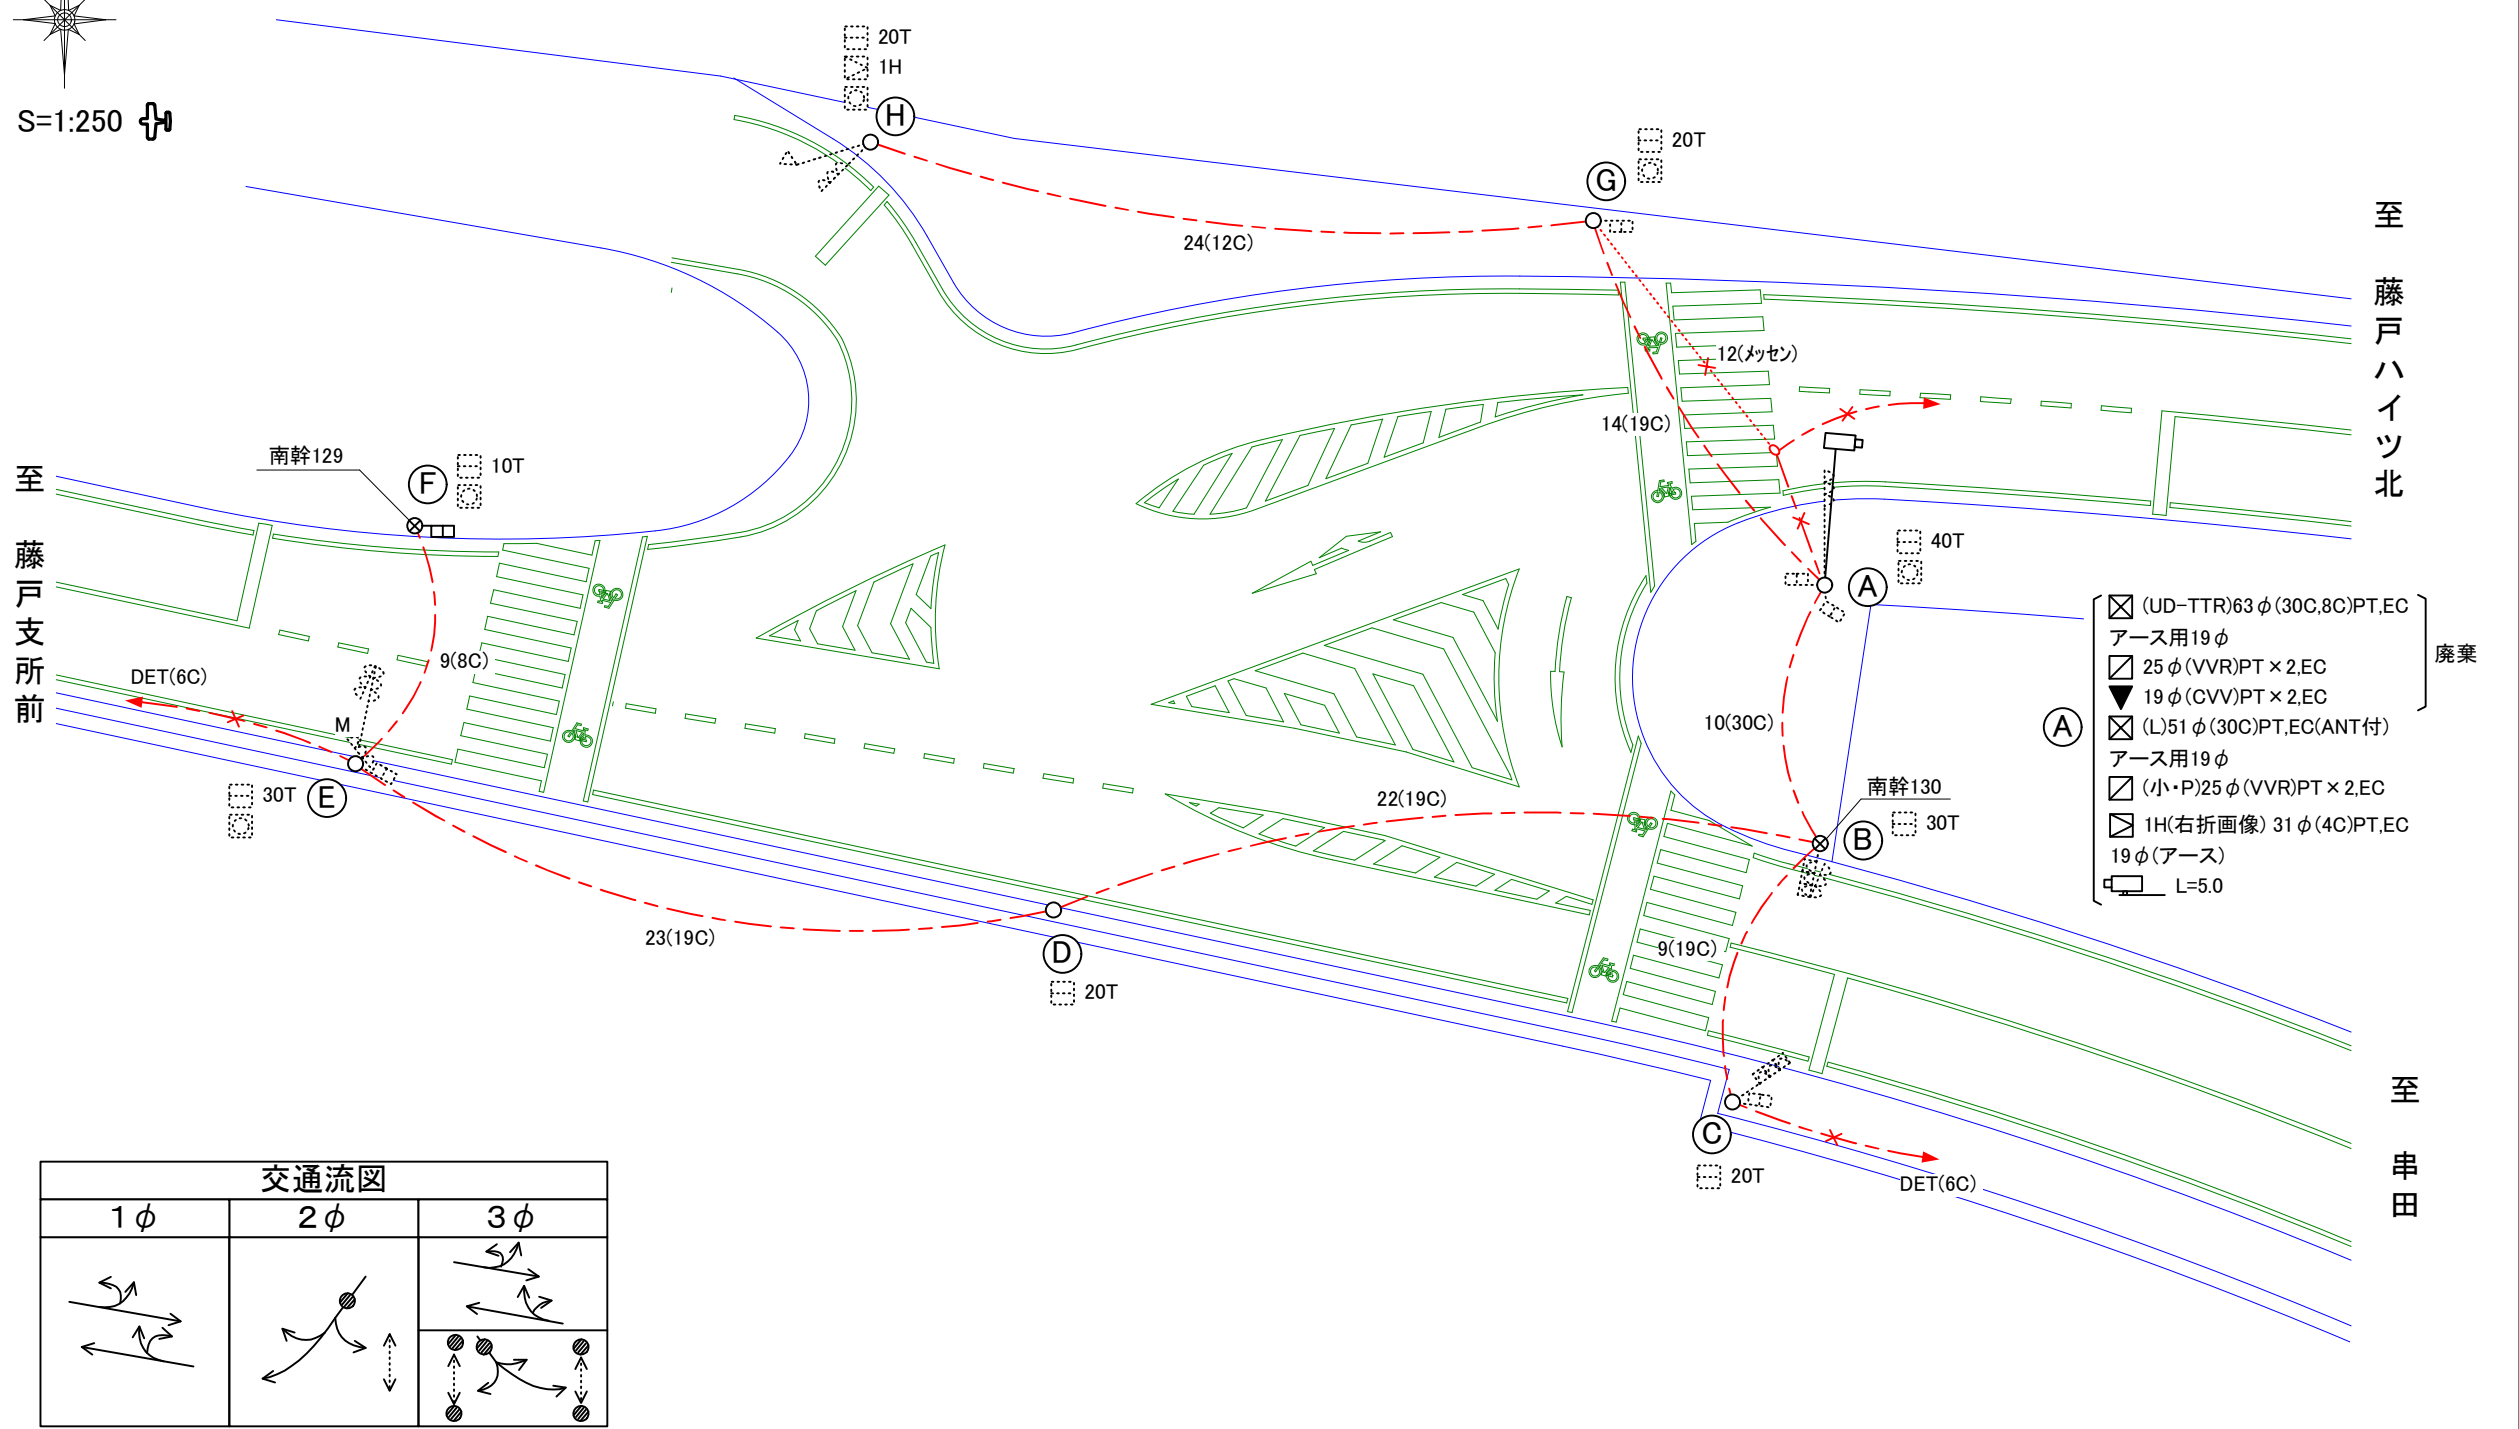 S=1:250
20T
1H
H
20T
G
24(12C)
12(メッセン)
14(19C)
至 藤戸ハイツ北
南幹129
F
10T
至 藤戸支所前
9(8C)
DET(6C)
M
30T
E
40T
A
10(30C)
22(19C)
南幹130
B
30T
23(19C)
D
20T
9(19C)
C
20T
DET(6C)
至 串田
A
(UD-TTR)63φ(30C,8C)PT,EC
アース用19φ
25φ(VVR)PT×2,EC
19φ(CVV)PT×2,EC
廃棄
(L)51φ(30C)PT,EC(ANT付)
アース用19φ
(小・P)25φ(VVR)PT×2,EC
1H(右折画像) 31φ(4C)PT,EC
19φ(アース)
L=5.0
交通流図
1φ 2φ 3φ